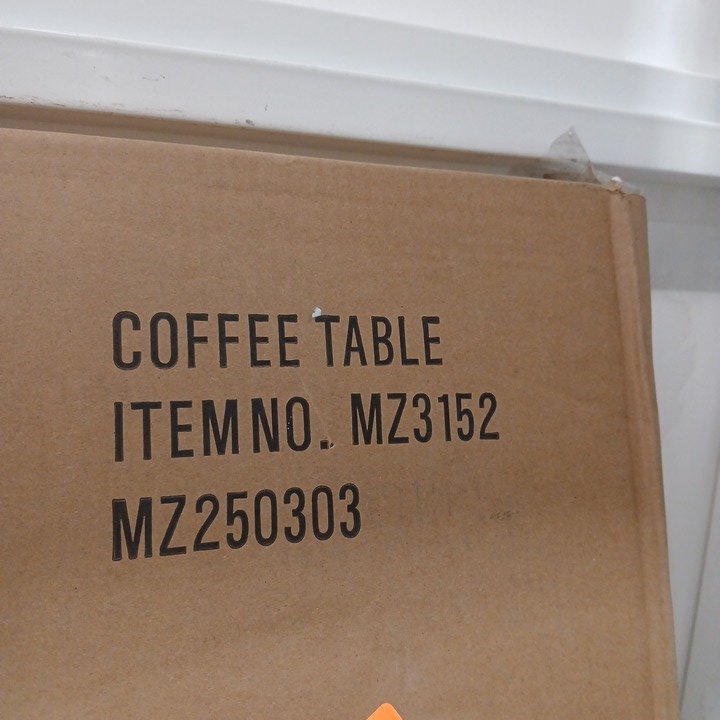 COFFEE TABLE
ITEM NO. MZ3152
MZ250303